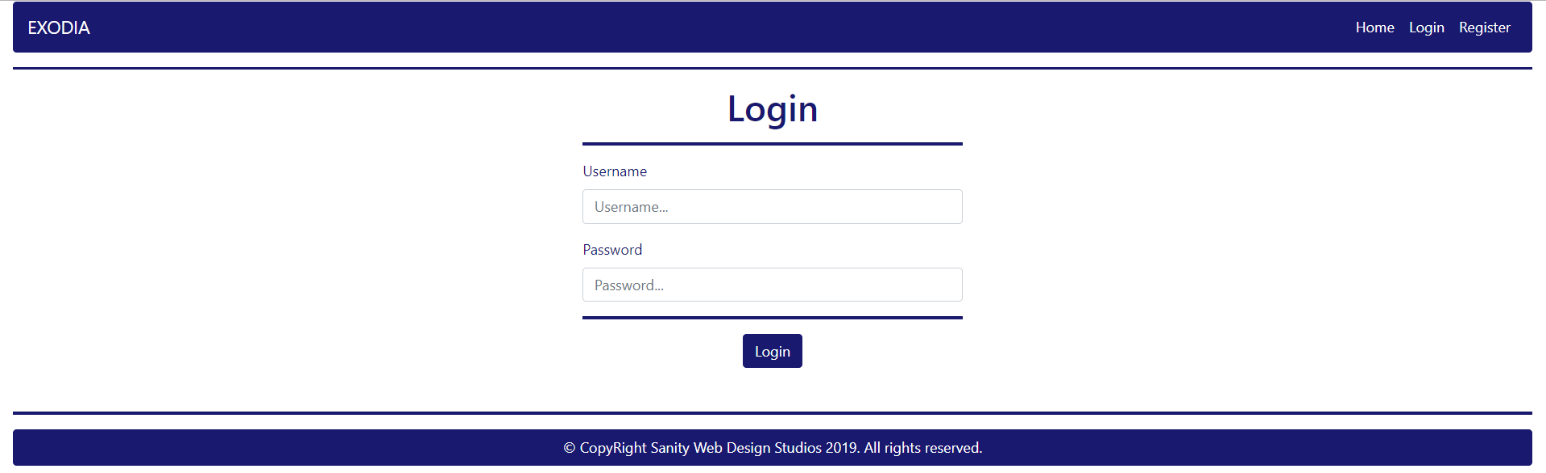 EXODIA Home Login Register
Login
Username
Username...
Password
Password...
Login
© CopyRight Sanity Web Design Studios 2019. All rights reserved.